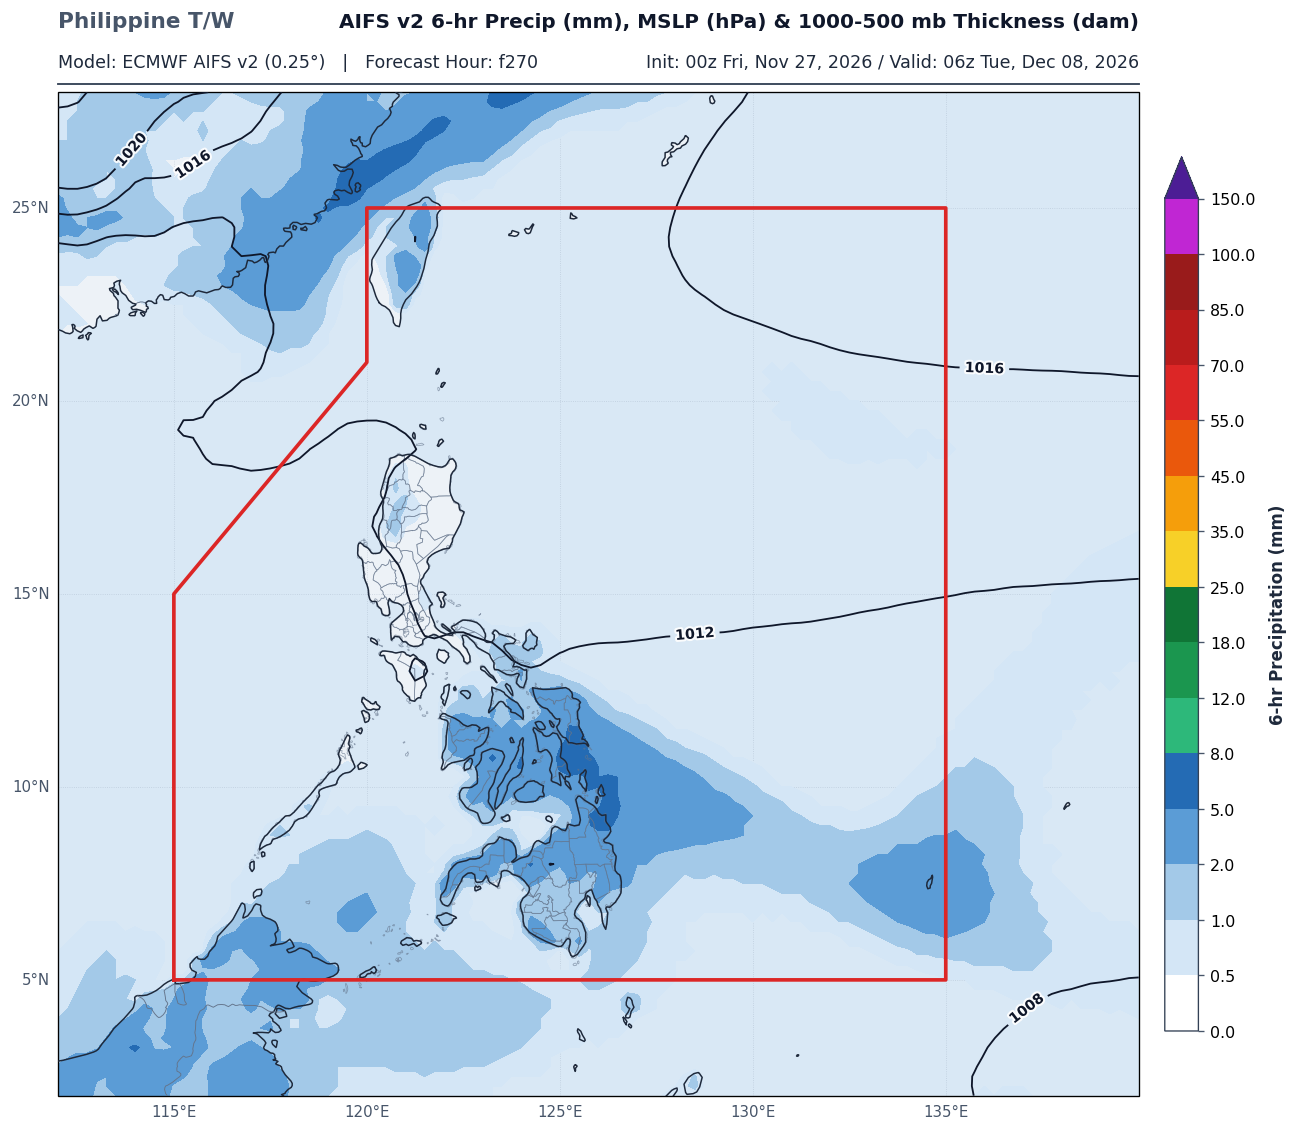 Philippine T/W
AIFS v2 6-hr Precip (mm), MSLP (hPa) & 1000-500 mb Thickness (dam)
Model: ECMWF AIFS v2 (0.25°)   |   Forecast Hour: f270
Init: 00z Fri, Nov 27, 2026 / Valid: 06z Tue, Dec 08, 2026
1020
1016
25°N
1016
20°N
15°N
1012
10°N
5°N
1008
115°E
120°E
125°E
130°E
135°E
150.0
100.0
85.0
70.0
55.0
45.0
35.0
25.0
18.0
12.0
8.0
5.0
2.0
1.0
0.5
0.0
6-hr Precipitation (mm)